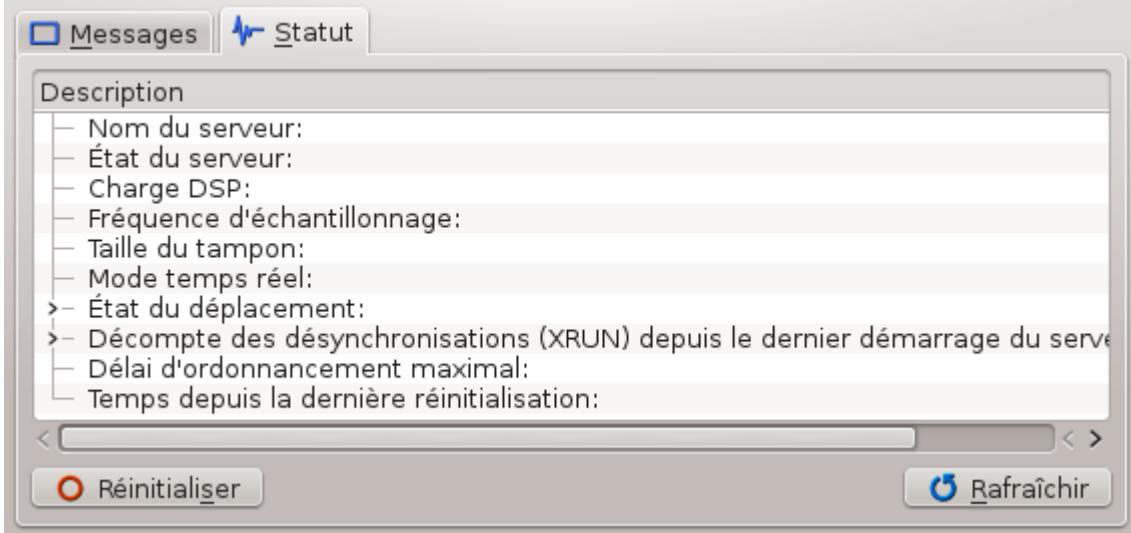 Messages
Statut
Description
Nom du serveur:
État du serveur:
Charge DSP:
Fréquence d'échantillonnage:
Taille du tampon:
Mode temps réel:
État du déplacement:
Décompte des désynchronisations (XRUN) depuis le dernier démarrage du
Délai d'ordonnancement maximal:
Temps depuis la dernière réinitialisation:
Réinitialiser
Rafraîchir